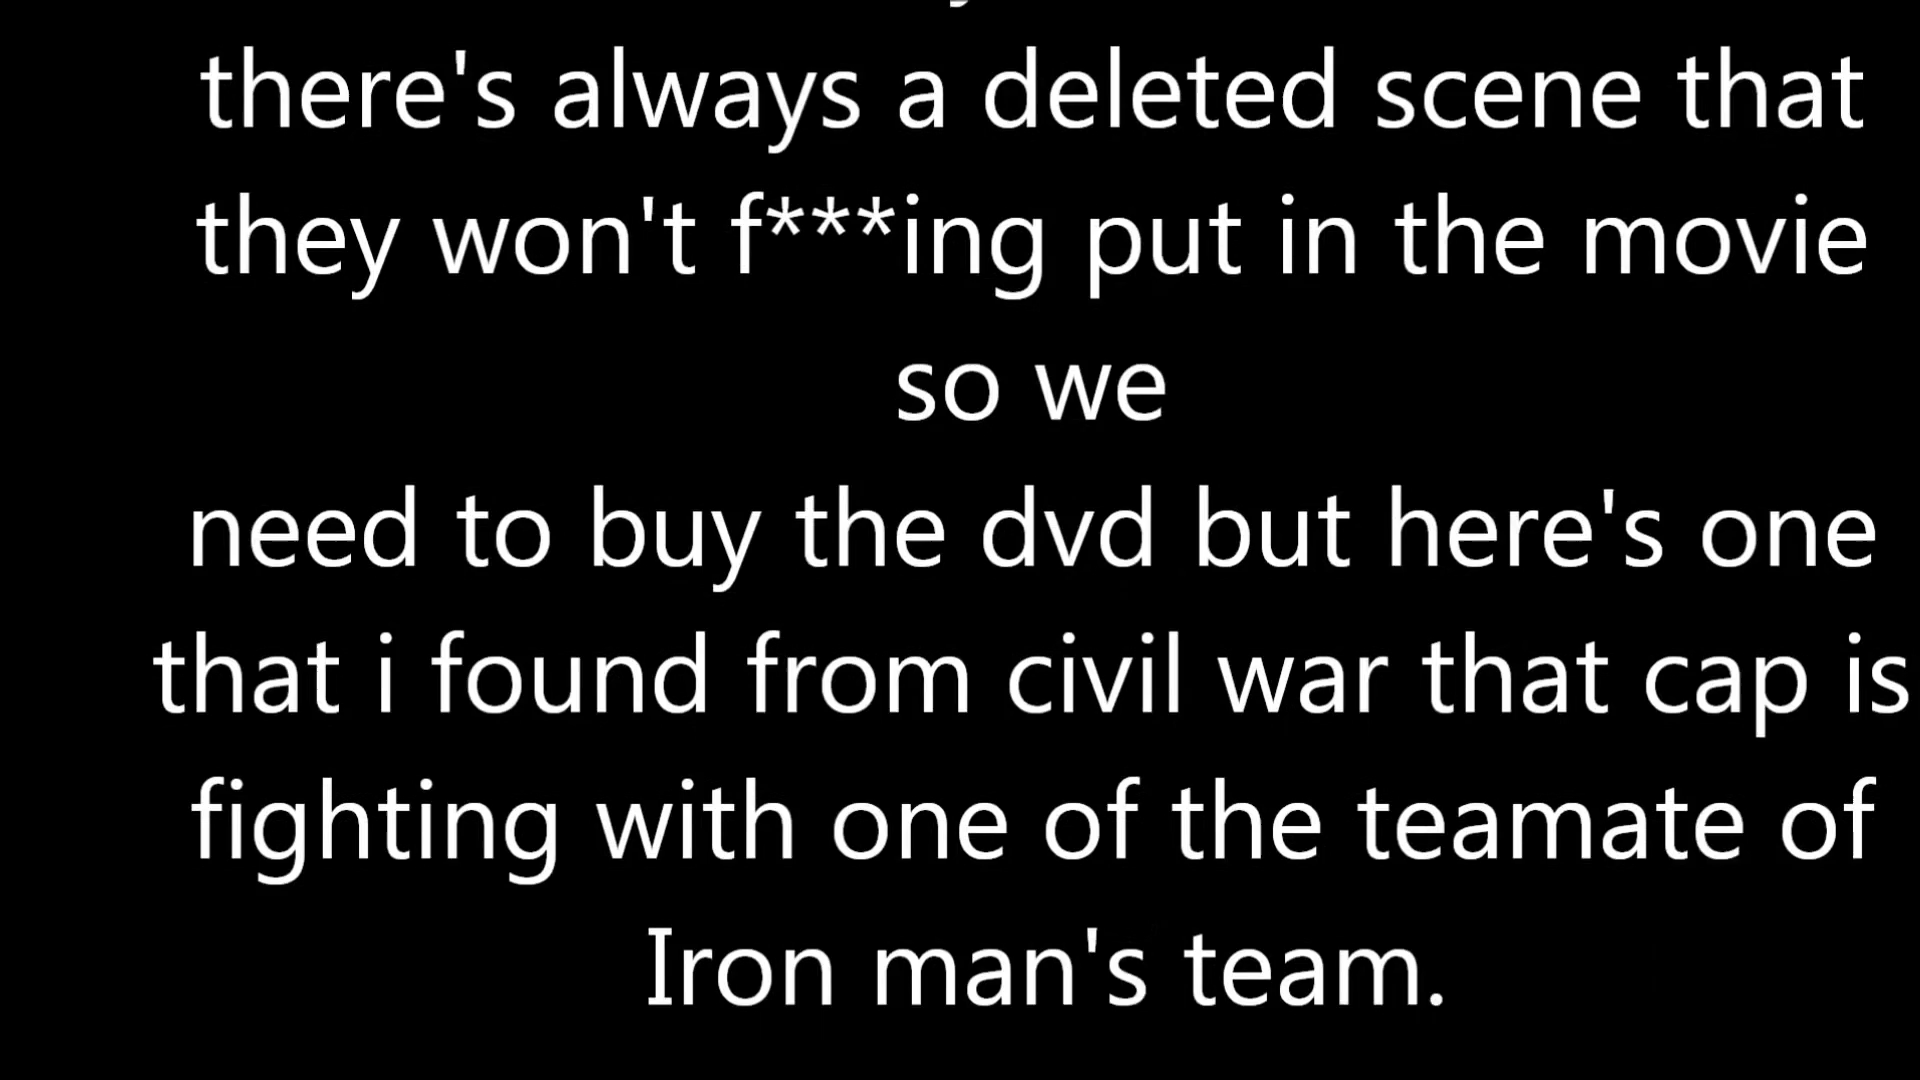 there's always a deleted scene that
they won't f***ing put in the movie
so we
need to buy the dvd but here's one
that i found from civil war that cap is
fighting with one of the teamate of
Iron man's team.